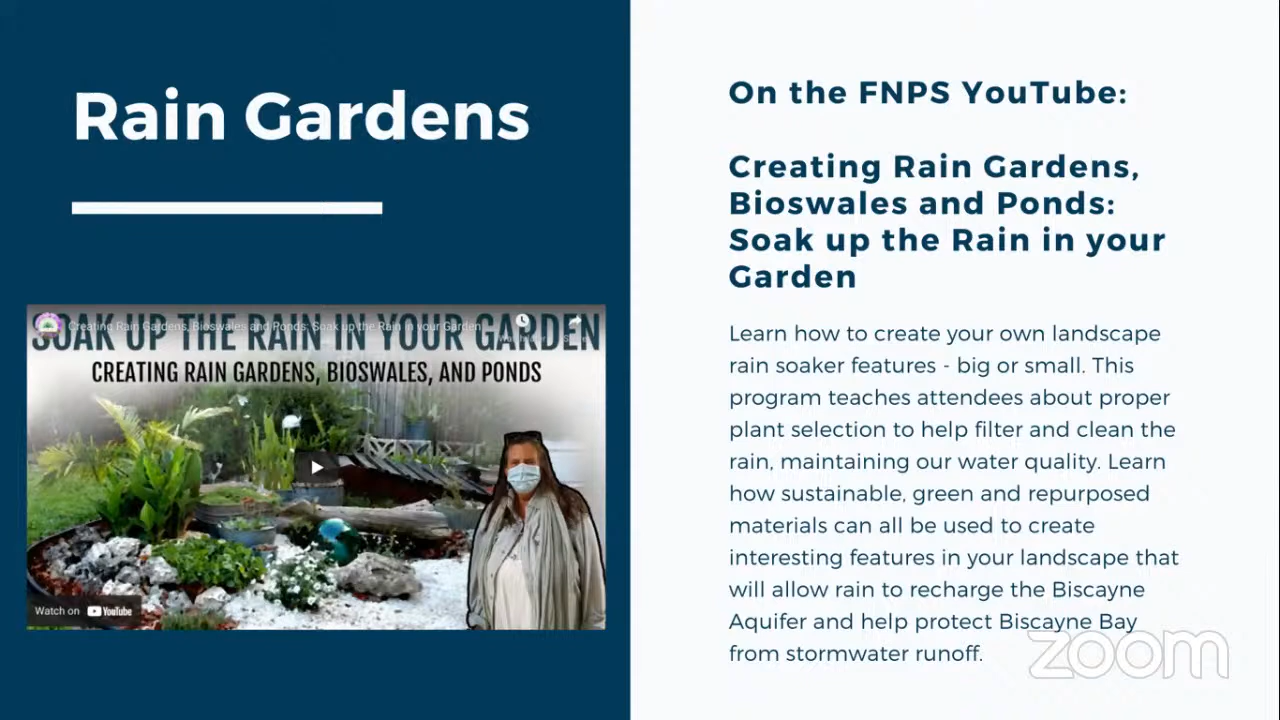 Rain Gardens
SOAK UP THE RAIN IN YOUR GARDEN
Creating Rain Gardens, Bioswales and Ponds: Soak up the Rain in your Garden
CREATING RAIN GARDENS, BIOSWALES, AND PONDS
Watch on YouTube
On the FNPS YouTube:
Creating Rain Gardens,
Bioswales and Ponds:
Soak up the Rain in your
Garden
Learn how to create your own landscape
rain soaker features - big or small. This
program teaches attendees about proper
plant selection to help filter and clean the
rain, maintaining our water quality. Learn
how sustainable, green and repurposed
materials can all be used to create
interesting features in your landscape that
will allow rain to recharge the Biscayne
Aquifer and help protect Biscayne Bay
from stormwater runoff.
zoom